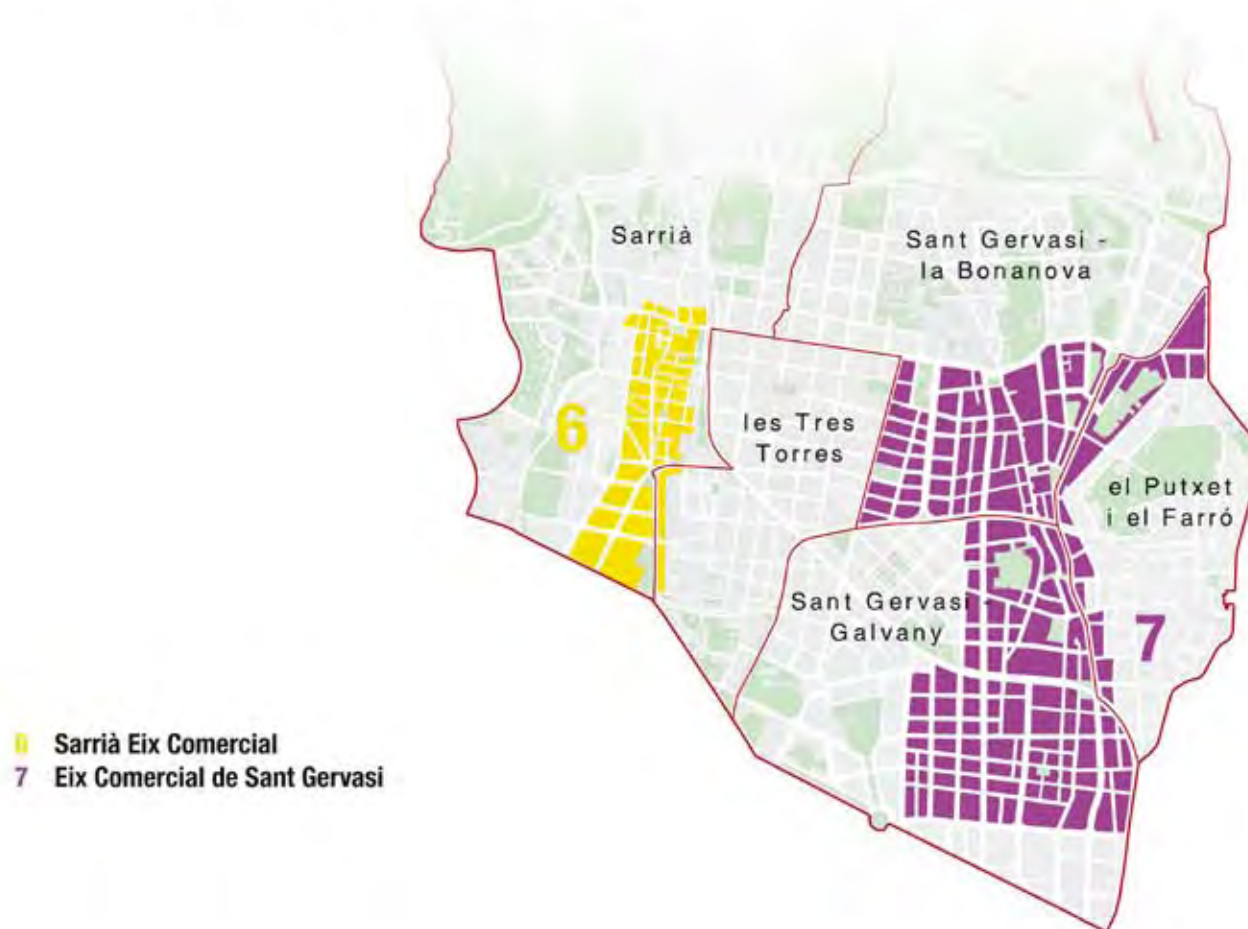 Sarrià
Sant Gervasi -
la Bonanova
6
les Tres
Torres
el Putxet
i el Farró
Sant Gervasi -
Galvany
7
6 Sarrià Eix Comercial
7 Eix Comercial de Sant Gervasi